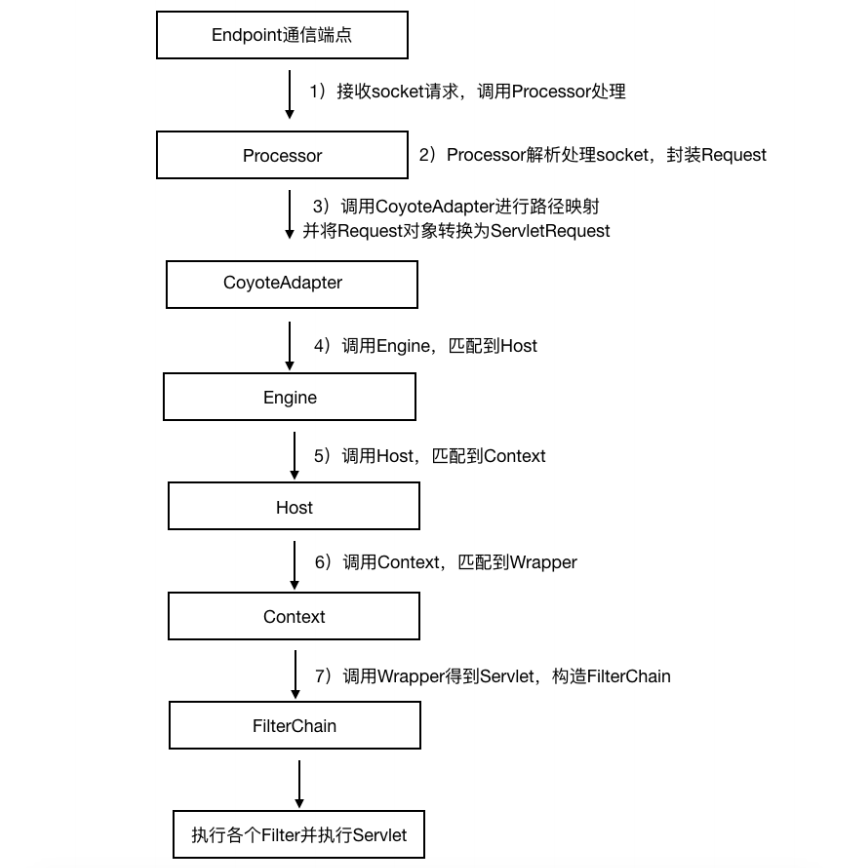 Endpoint通信端点
1）接收socket请求，调用Processor处理
Processor
2）Processor解析处理socket，封装Request
3）调用CoyoteAdapter进行路径映射
并将Request对象转换为ServletRequest
CoyoteAdapter
4）调用Engine，匹配到Host
Engine
5）调用Host，匹配到Context
Host
6）调用Context，匹配到Wrapper
Context
7）调用Wrapper得到Servlet，构造FilterChain
FilterChain
执行各个Filter并执行Servlet